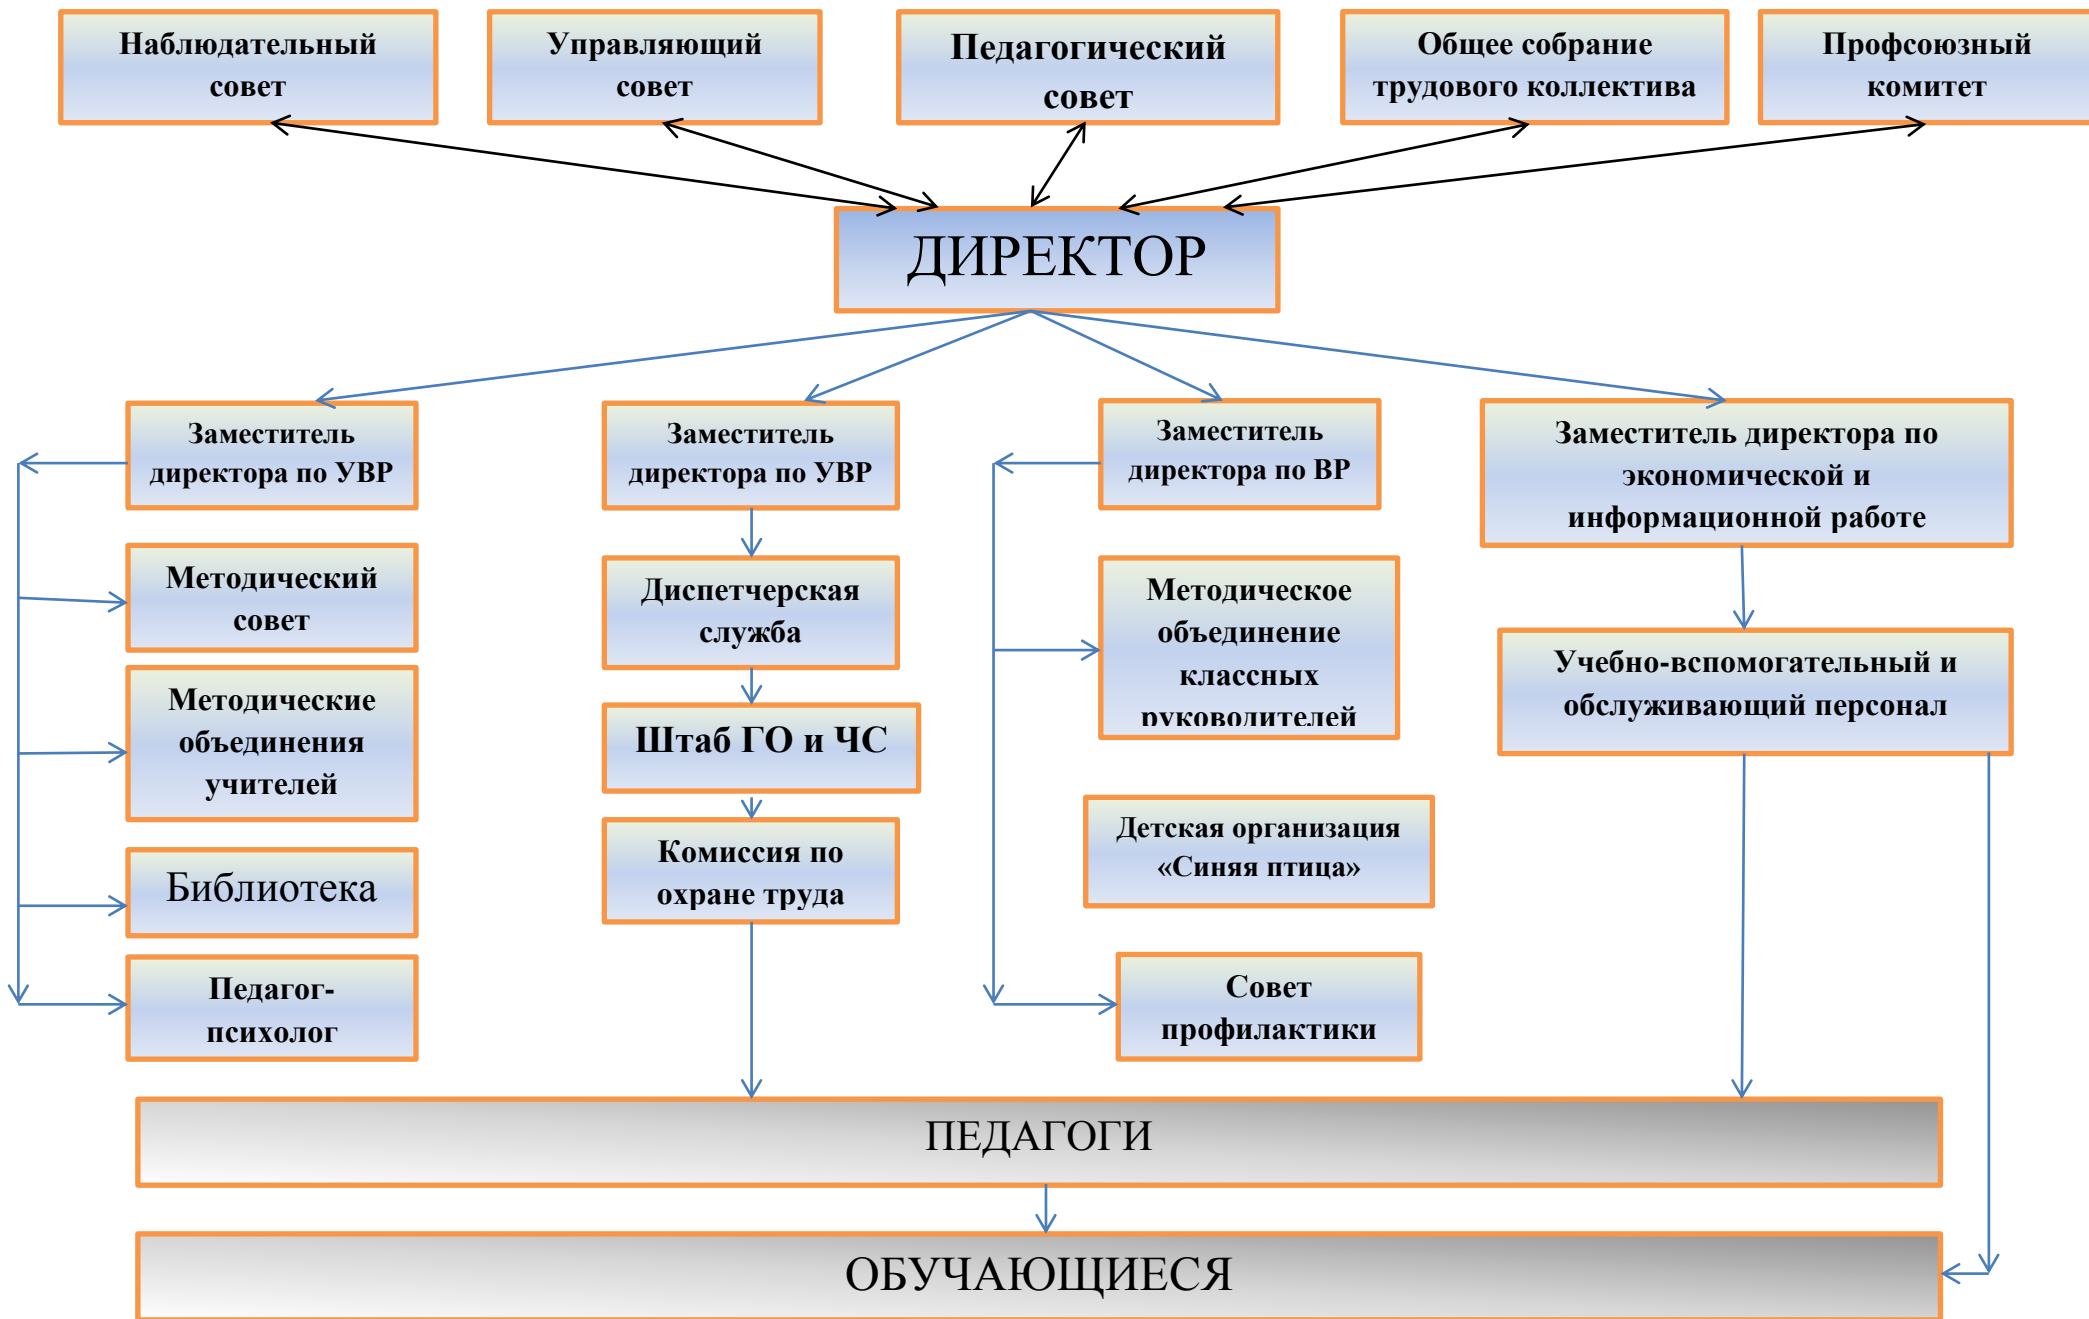 Наблюдательный
совет
Управляющий
совет
Педагогический
совет
Общее собрание
трудового коллектива
Профсоюзный
комитет
ДИРЕКТОР
Заместитель
директора по УВР
Заместитель
директора по УВР
Заместитель
директора по ВР
Заместитель директора по
экономической и
информационной работе
Методический
совет
Методические
объединения
учителей
Библиотека
Педагог-
психолог
Диспетчерская
служба
Штаб ГО и ЧС
Комиссия по
охране труда
Методическое
объединение
классных
руководителей
Детская организация
«Синяя птица»
Совет
профилактики
Учебно-вспомогательный и
обслуживающий персонал
ПЕДАГОГИ
ОБУЧАЮЩИЕСЯ